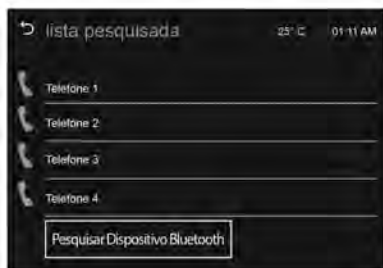 lista pesquisada 25° C 01:11 AM
Telefone 1
Telefone 2
Telefone 3
Telefone 4
Pesquisar Dispositivo Bluetooth